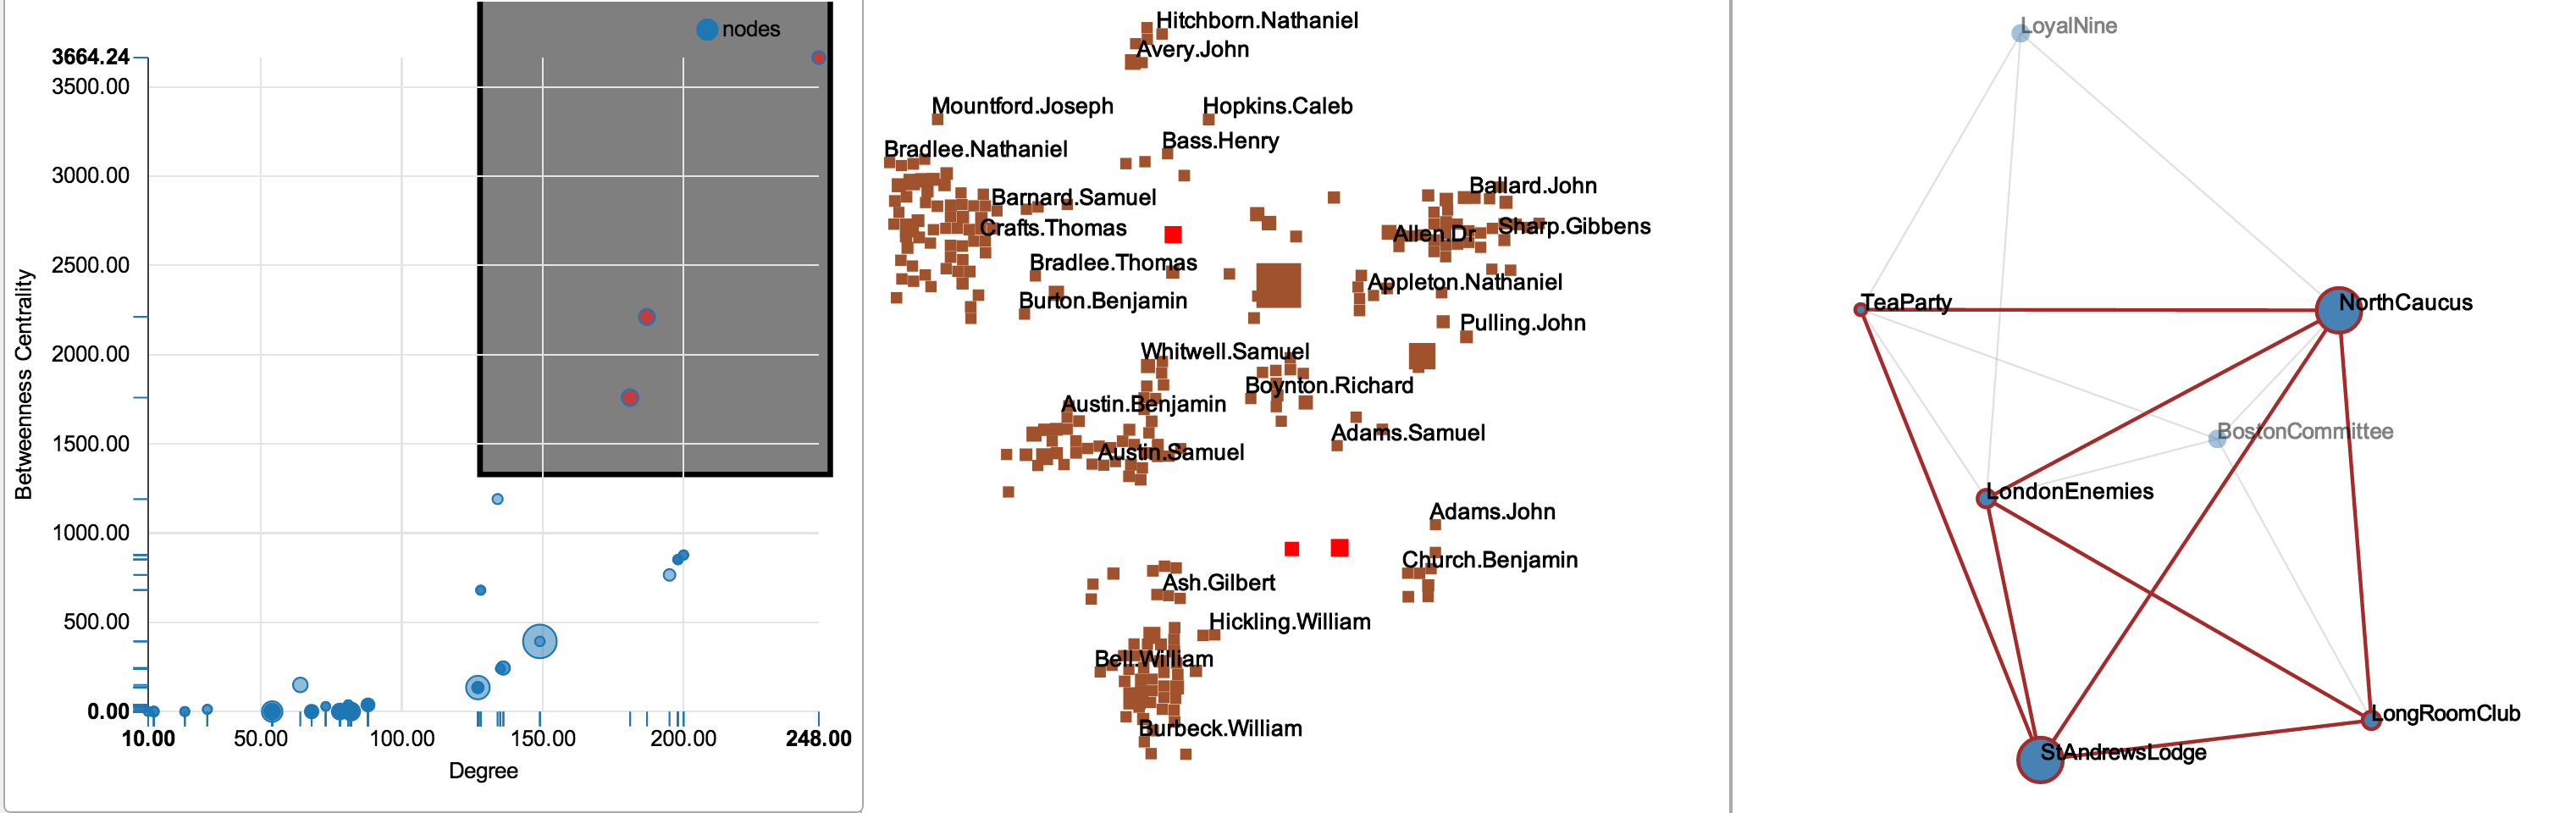 nodes
3664.24
3500.00
3000.00
2500.00
2000.00
1500.00
1000.00
500.00
0.00
Betweenness Centrality
10.00 50.00 100.00 150.00 200.00 248.00
Degree
Hitchborn.Nathaniel
Avery.John
Mountford.Joseph
Hopkins.Caleb
Bass.Henry
Bradlee.Nathaniel
Ballard.John
Barnard.Samuel
Crafts.Thomas
Sharp.Gibbens
Allen.Dr
Bradlee.Thomas
Appleton.Nathaniel
Burton.Benjamin
Pulling.John
Whitwell.Samuel
Boynton.Richard
Austin.Benjamin
Adams.Samuel
Austin.Samuel
Adams.John
Church.Benjamin
Ash.Gilbert
Hickling.William
Bell.William
Burbeck.William
LoyalNine
TeaParty
NorthCaucus
BostonCommittee
LondonEnemies
LongRoomClub
StAndrewsLodge